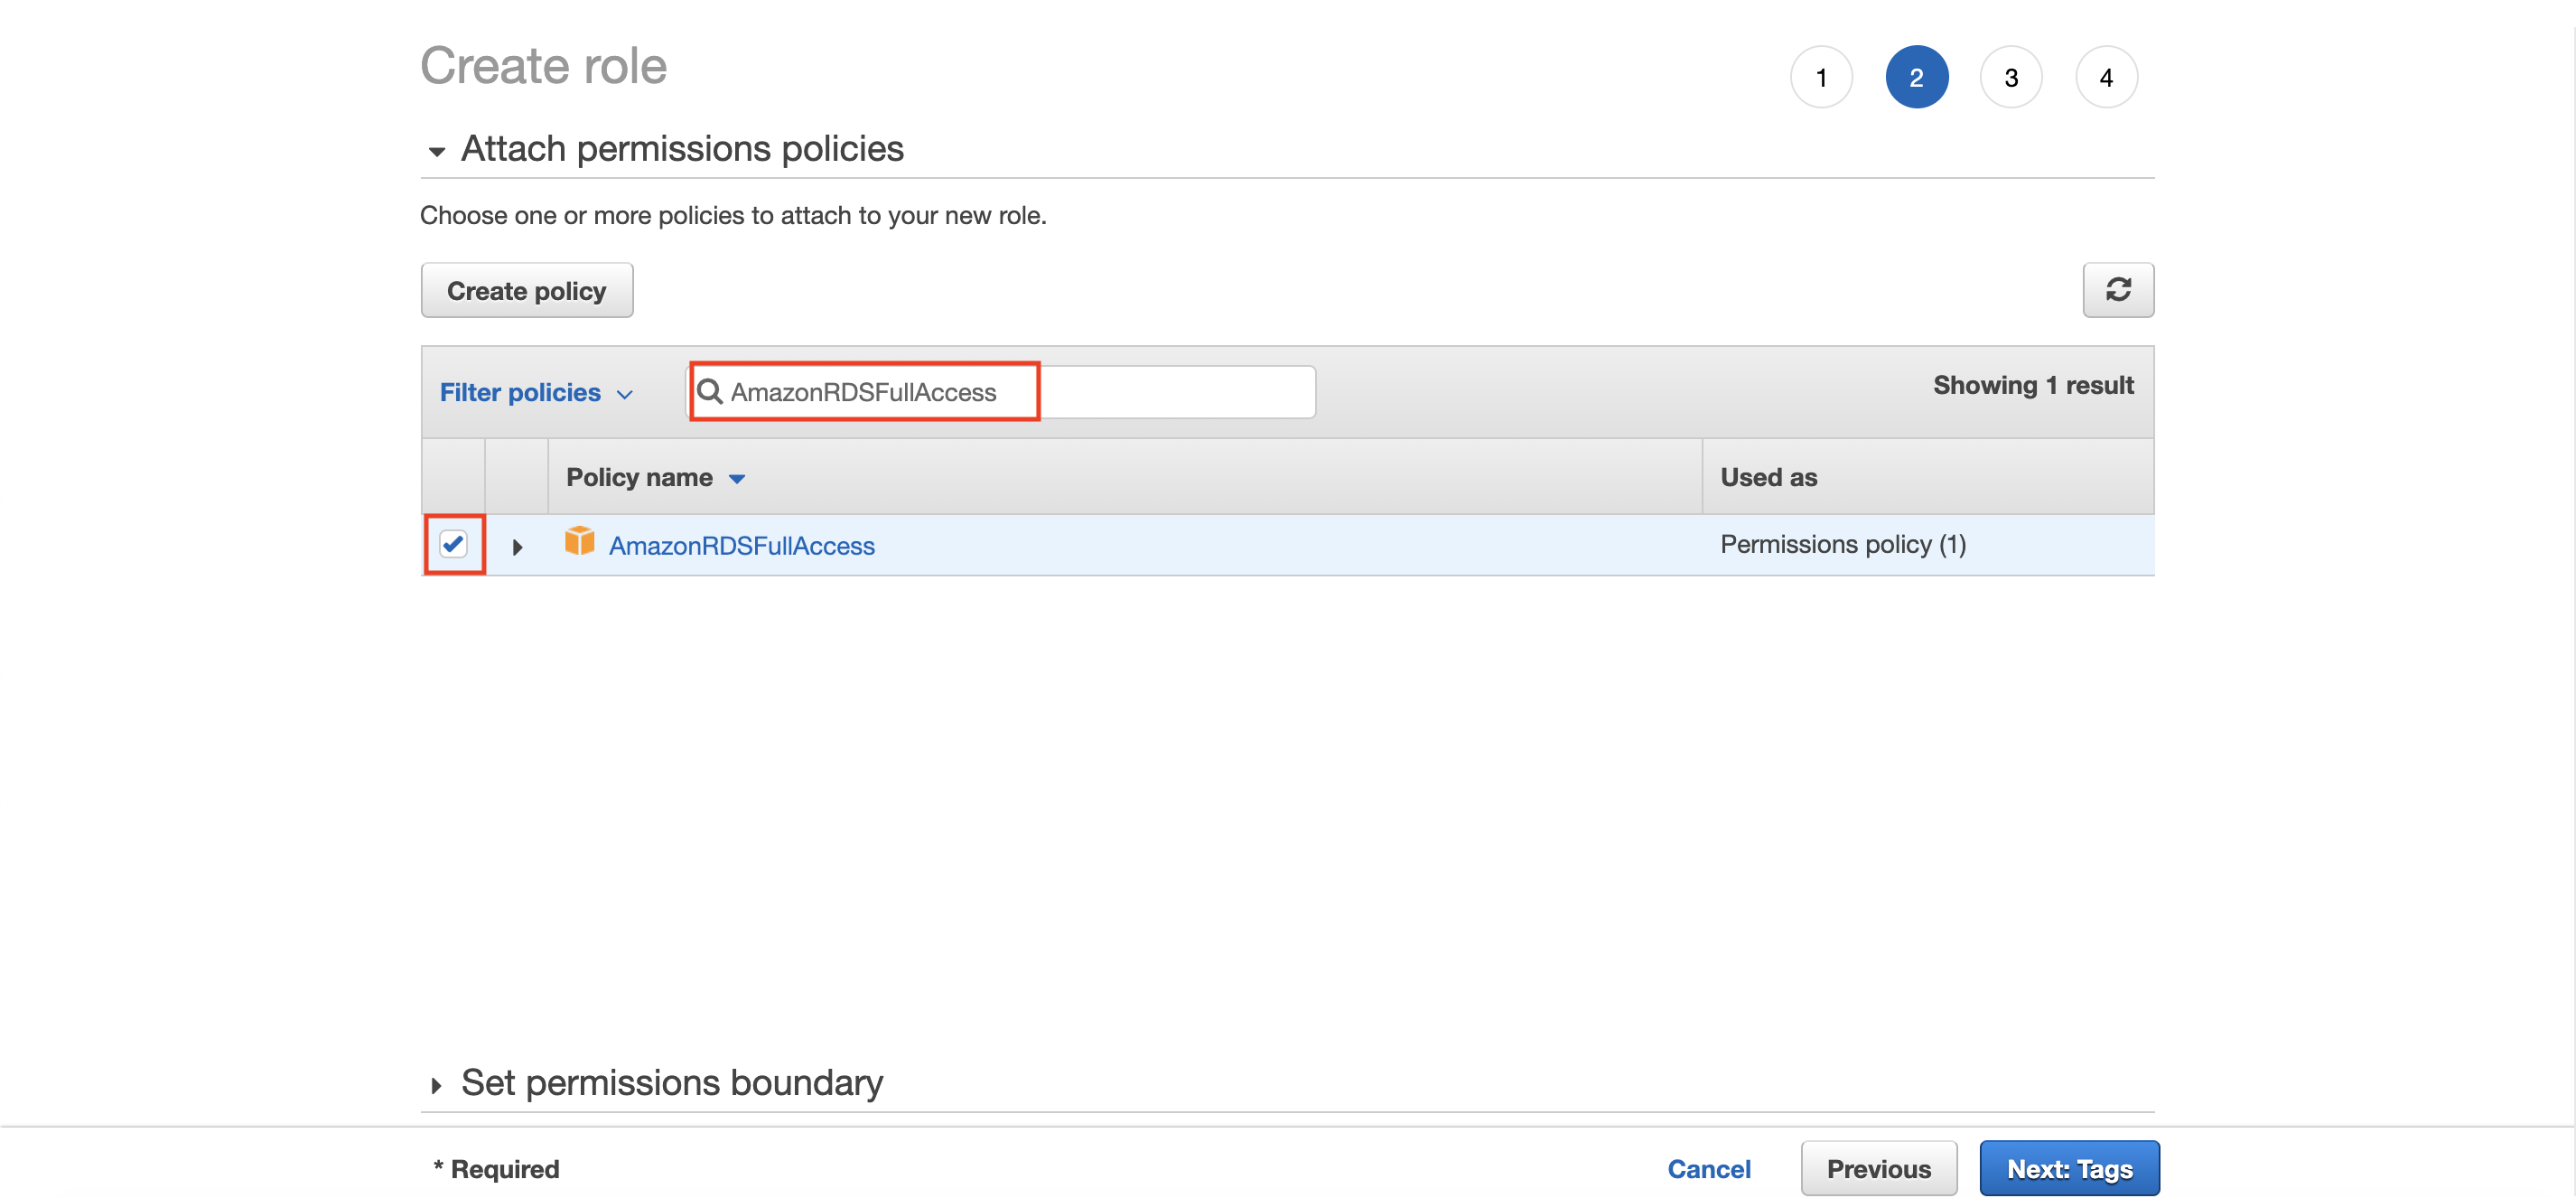 Create role
1 2 3 4
Attach permissions policies
Choose one or more policies to attach to your new role.
Create policy
Filter policies
AmazonRDSFullAccess
Showing 1 result
Policy name
Used as
AmazonRDSFullAccess
Permissions policy (1)
Set permissions boundary
* Required
Cancel
Previous
Next: Tags